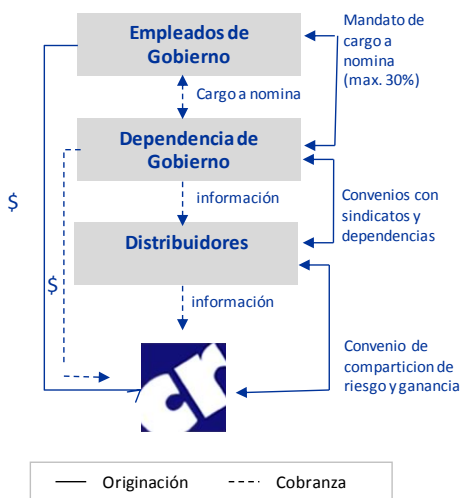 Empleados de
Gobierno
Mandato de
cargo a
nomina
(max. 30%)
Cargo a nomina
Dependencia de
Gobierno
$
información
Convenios con
sindicatos y
dependencias
Distribuidores
$
información
cr
Convenio de
comparticion de
riesgo y ganancia
Originación
Cobranza